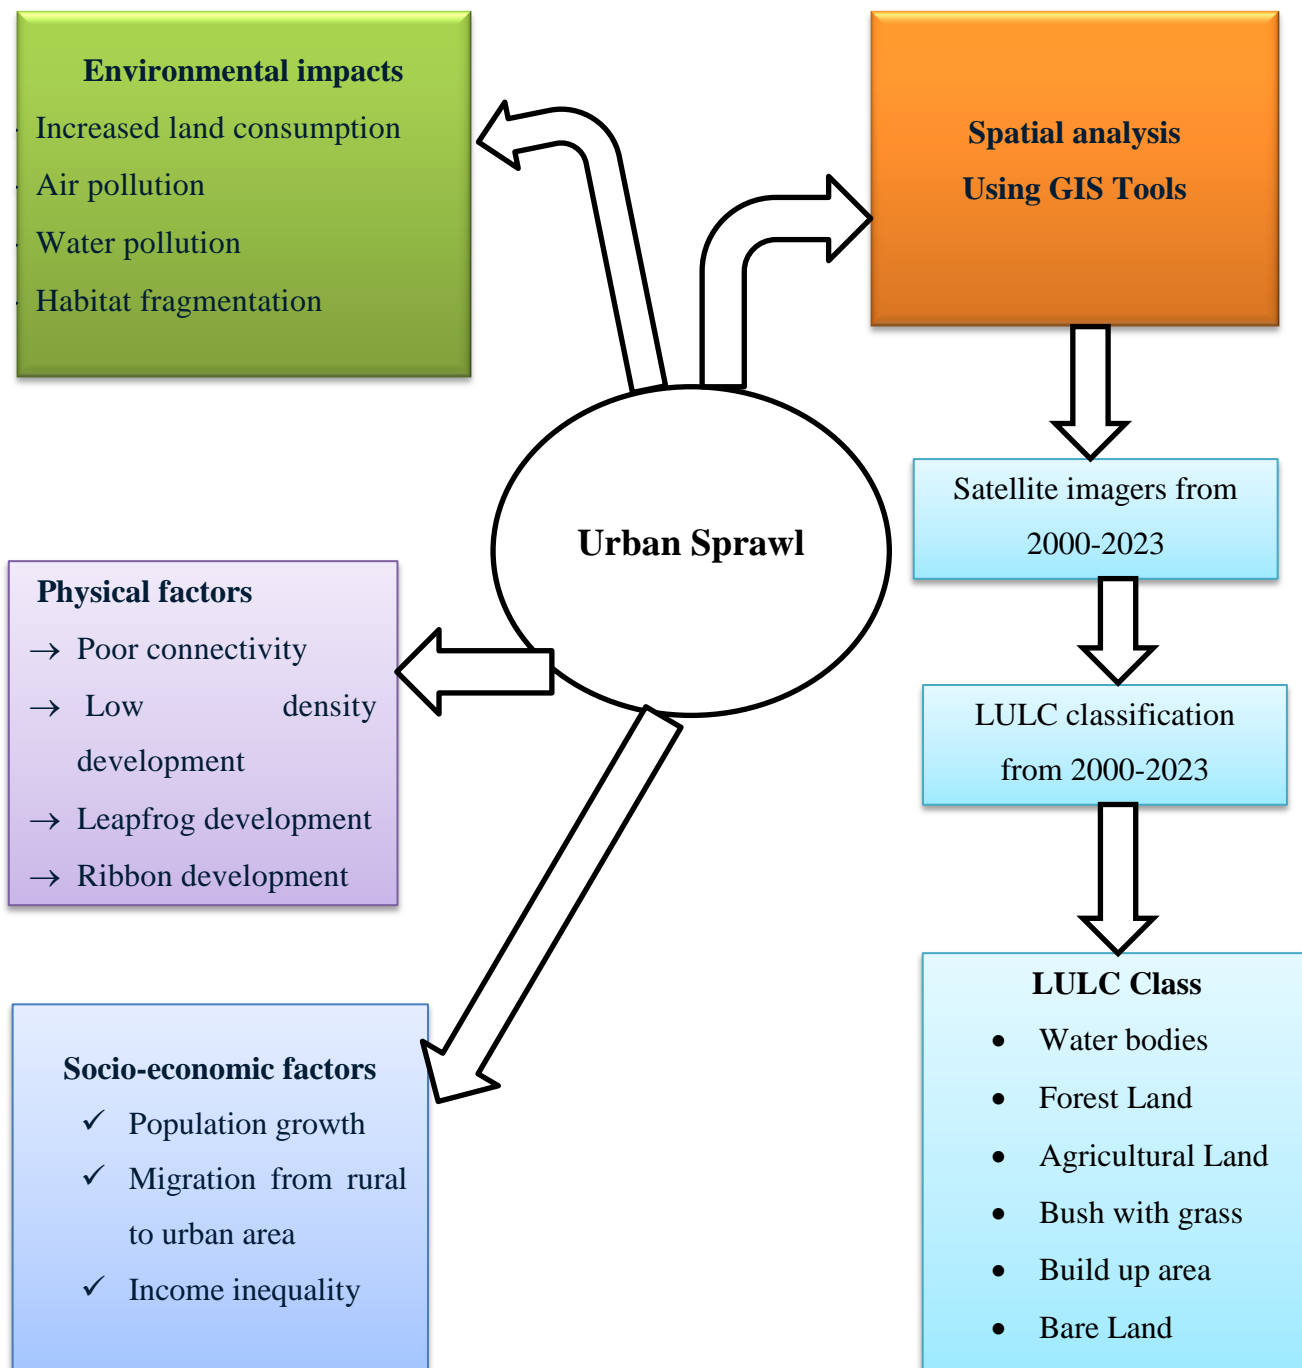 Environmental impacts
Increased land consumption
Air pollution
Water pollution
Habitat fragmentation
Spatial analysis
Using GIS Tools
Urban Sprawl
Satellite imagers from
2000-2023
Physical factors
→ Poor connectivity
→ Low density
development
→ Leapfrog development
→ Ribbon development
LULC classification
from 2000-2023
Socio-economic factors
✓ Population growth
✓ Migration from rural
to urban area
✓ Income inequality
LULC Class
• Water bodies
• Forest Land
• Agricultural Land
• Bush with grass
• Build up area
• Bare Land